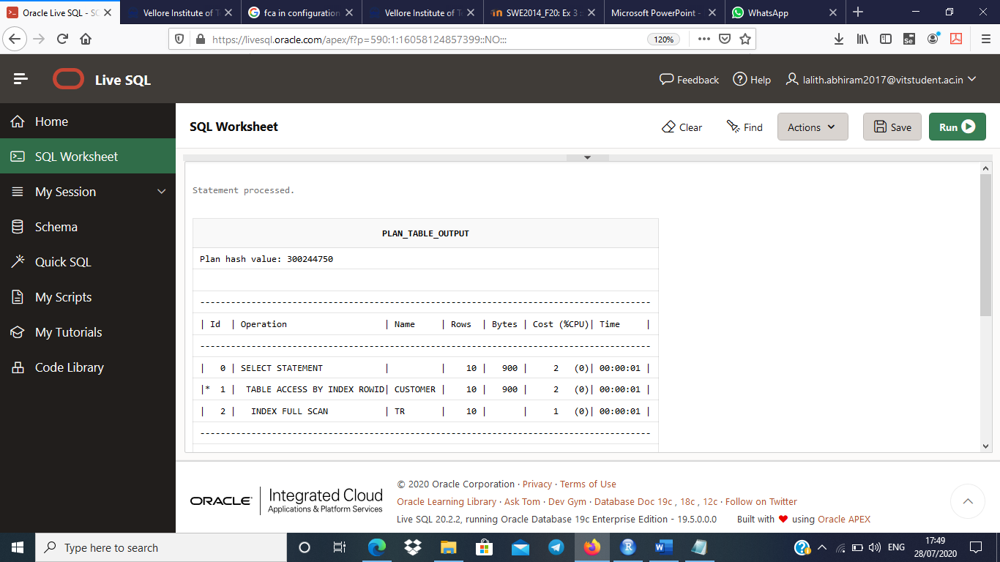 Oracle Live SQL - SC
Vellore Institute of T
fca in configuration
Vellore Institute of T
SWE2014_F20: Ex 3 :
Microsoft PowerPoint -
WhatsApp
https://livesql.oracle.com/apex/f?p=590:1:16058124857399::NO:::
120%
Live SQL
Feedback
Help
lalith.abhiram2017@vitstudent.ac.in
Home
SQL Worksheet
My Session
Schema
Quick SQL
My Scripts
My Tutorials
Code Library
SQL Worksheet
Clear
Find
Actions
Save
Run
Statement processed.
PLAN_TABLE_OUTPUT
Plan hash value: 300244750
----------------------------------------------------------------------------------------
| Id  | Operation                   | Name     | Rows  | Bytes | Cost (%CPU)| Time     |
----------------------------------------------------------------------------------------
|   0 | SELECT STATEMENT            |          |    10 |   900 |     2   (0)| 00:00:01 |
|*  1 |  TABLE ACCESS BY INDEX ROWID| CUSTOMER |    10 |   900 |     2   (0)| 00:00:01 |
|   2 |   INDEX FULL SCAN           | TR       |    10 |       |     1   (0)| 00:00:01 |
----------------------------------------------------------------------------------------
ORACLE
Integrated Cloud
Applications & Platform Services
© 2020 Oracle Corporation · Privacy · Terms of Use
Oracle Learning Library · Ask Tom · Dev Gym · Database Doc 19c , 18c , 12c · Follow on Twitter
Live SQL 20.2.2, running Oracle Database 19c Enterprise Edition - 19.5.0.0.0 Built with ❤ using Oracle APEX
Type here to search
ENG
17:49
28/07/2020